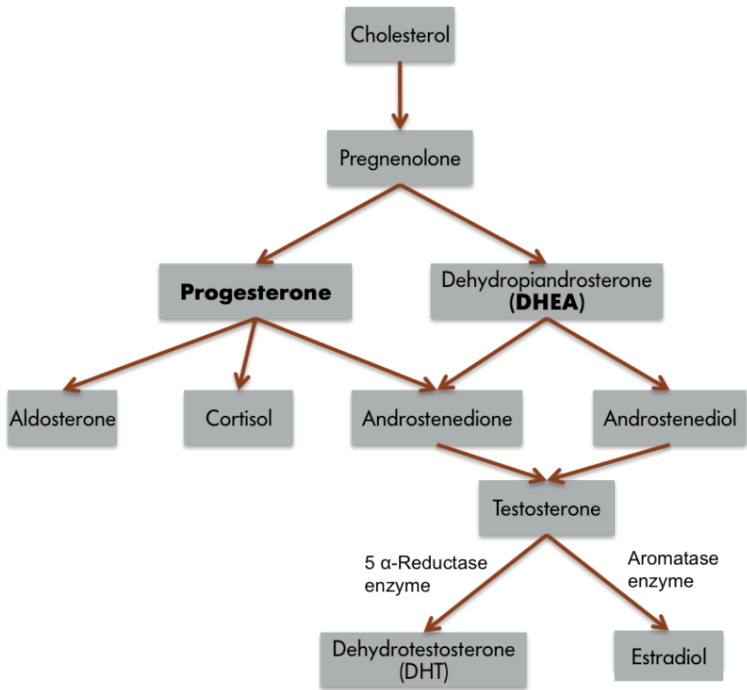 Cholesterol
Pregnenolone
Progesterone
Dehydropiandrosterone
(DHEA)
Aldosterone
Cortisol
Androstenedione
Androstenediol
Testosterone
5 α-Reductase
enzyme
Aromatase
enzyme
Dehydrotestosterone
(DHT)
Estradiol